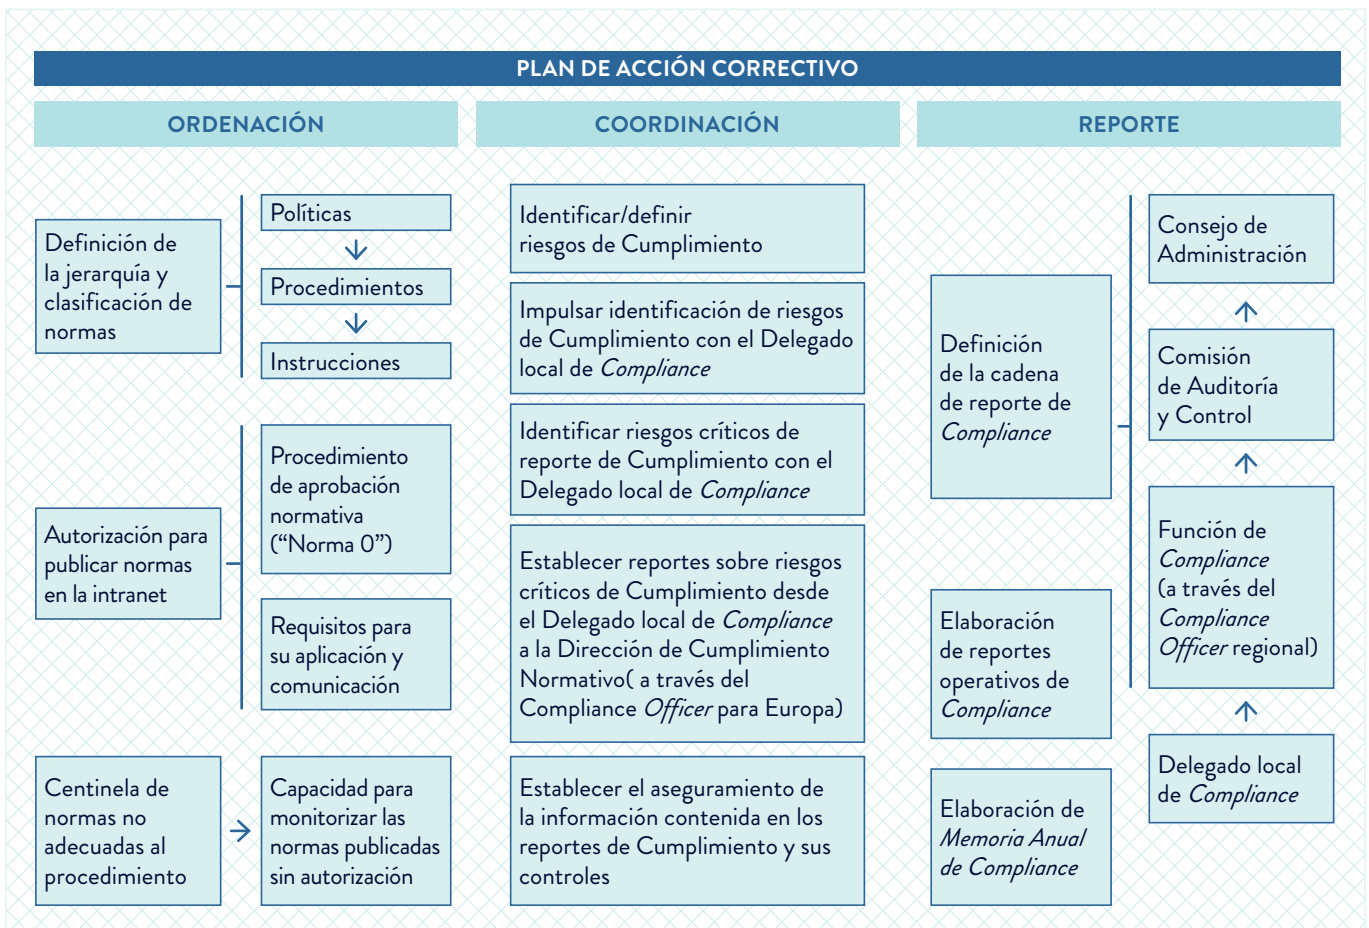 PLAN DE ACCIÓN CORRECTIVO
ORDENACIÓN
Definición de
la jerarquía y
clasificación de
normas
Políticas
Procedimientos
Instrucciones
Autorización para
publicar normas
en la intranet
Procedimiento
de aprobación
normativa
(“Norma 0”)
Requisitos para
su aplicación y
comunicación
Centinela de
normas no
adecuadas al
procedimiento
Capacidad para
monitorizar las
normas publicadas
sin autorización
COORDINACIÓN
Identificar/definir
riesgos de Cumplimiento
Impulsar identificación de riesgos
de Cumplimiento con el Delegado
local de Compliance
Identificar riesgos críticos de
reporte de Cumplimiento con el
Delegado local de Compliance
Establecer reportes sobre riesgos
críticos de Cumplimiento desde
el Delegado local de Compliance
a la Dirección de Cumplimiento
Normativo( a través del
Compliance Officer para Europa)
Establecer el aseguramiento de
la información contenida en los
reportes de Cumplimiento y sus
controles
REPORTE
Definición
de la cadena
de reporte de
Compliance
Elaboración
de reportes
operativos de
Compliance
Elaboración de
Memoria Anual
de Compliance
Consejo de
Administración
Comisión
de Auditoría
y Control
Función de
Compliance
(a través del
Compliance
Officer regional)
Delegado local
de Compliance